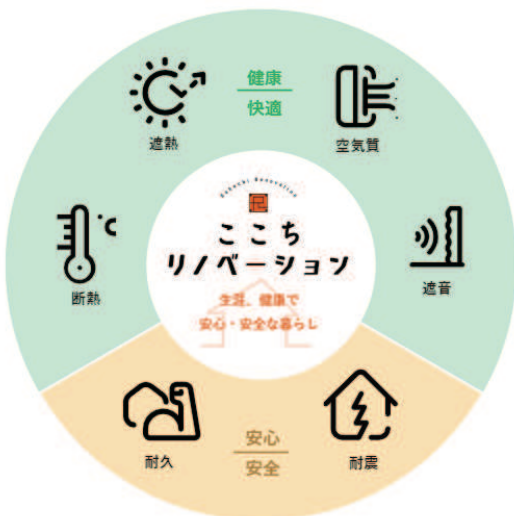 健康
快適
遮熱
空気質
断熱
遮音
Kokochi Renovation
ここち
リノベーション
生涯、健康で
安心・安全な暮らし
耐久
安心
安全
耐震